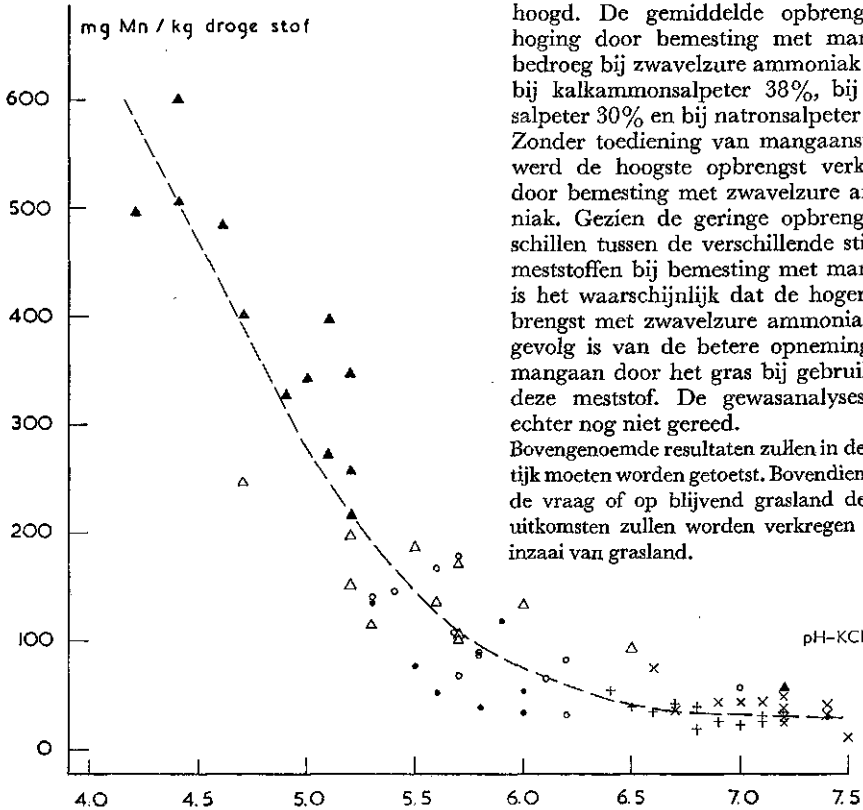 mg Mn / kg droge stof
600
500
400
300
200
100
0
4.0 4.5 5.0 5.5 6.0 6.5 7.0 7.5
pH-KCl
hoogd. De gemiddelde opbreng
hoging door bemesting met mar
bedroeg bij zwavelzure ammoniak
bij kalkammonsalpeter 38%, bij
salpeter 30% en bij natronsalpeter
Zonder toediening van mangaanst
werd de hoogste opbrengst verk
door bemesting met zwavelzure a
niak. Gezien de geringe opbreng
schillen tussen de verschillende sti
meststoffen bij bemesting met mar
is het waarschijnlijk dat de hoger
brengst met zwavelzure ammonia
gevolg is van de betere opneming
mangaan door het gras bij gebruil
deze meststof. De gewasanalyses
echter nog niet gereed.
Bovengenoemde resultaten zullen in de
tijk moeten worden getoetst. Bovendien
de vraag of op blijvend grasland de
uitkomsten zullen worden verkregen
inzaai van grasland.